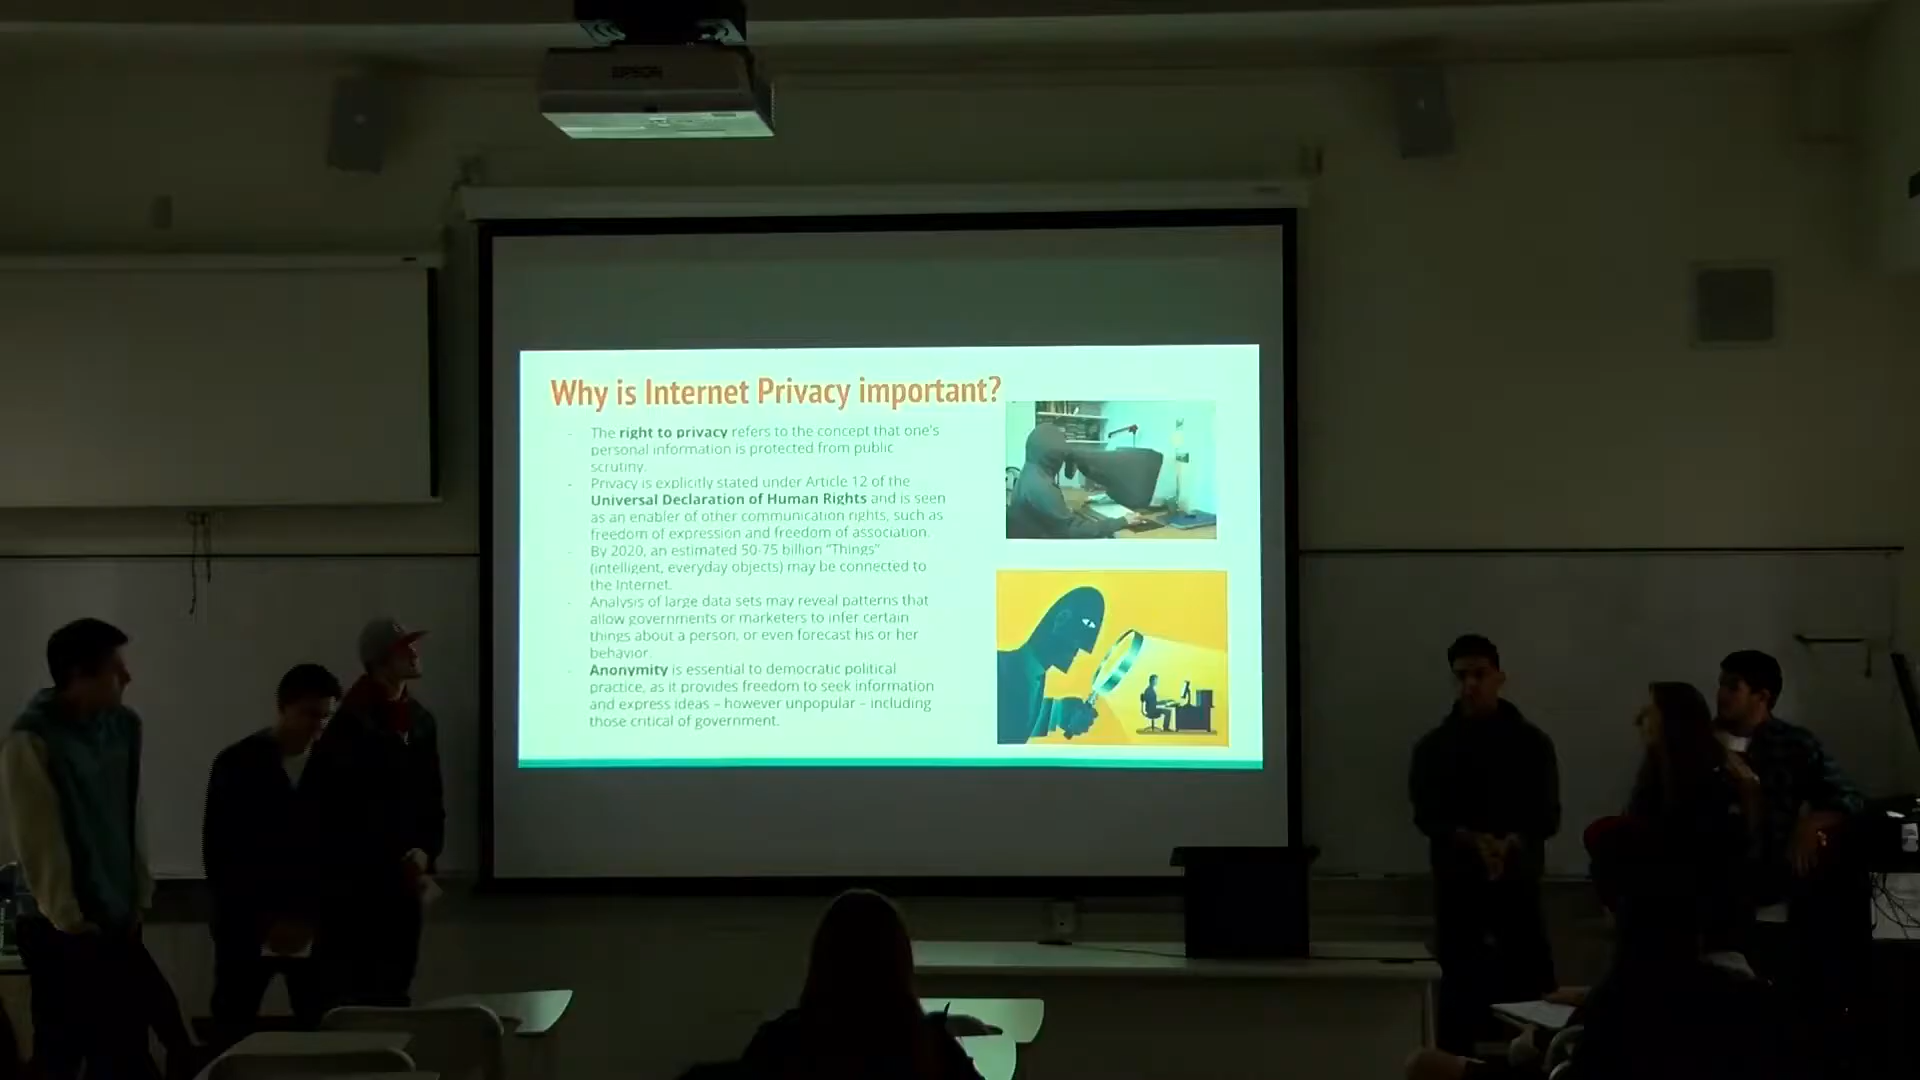 EPSON
Why is Internet Privacy important?
- The right to privacy refers to the concept that one's
personal information is protected from public
scrutiny.
- Privacy is explicitly stated under Article 12 of the
Universal Declaration of Human Rights and is seen
as an enabler of other communication rights, such as
freedom of expression and freedom of association.
- By 2020, an estimated 50-75 billion "Things"
(intelligent, everyday objects) may be connected to
the Internet.
- Analysis of large data sets may reveal patterns that
allow governments or marketers to infer certain
things about a person, or even forecast his or her
behavior.
- Anonymity is essential to democratic political
practice, as it provides freedom to seek information
and express ideas – however unpopular – including
those critical of government.